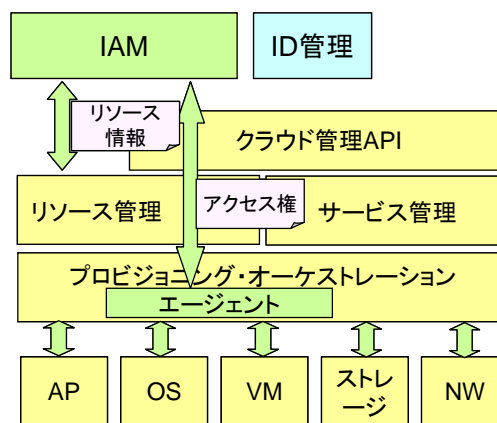 IAM
ID管理
リソース
情報
クラウド管理API
リソース管理
アクセス権
サービス管理
プロビジョニング・オーケストレーション
エージェント
AP
OS
VM
ストレ
ージ
NW